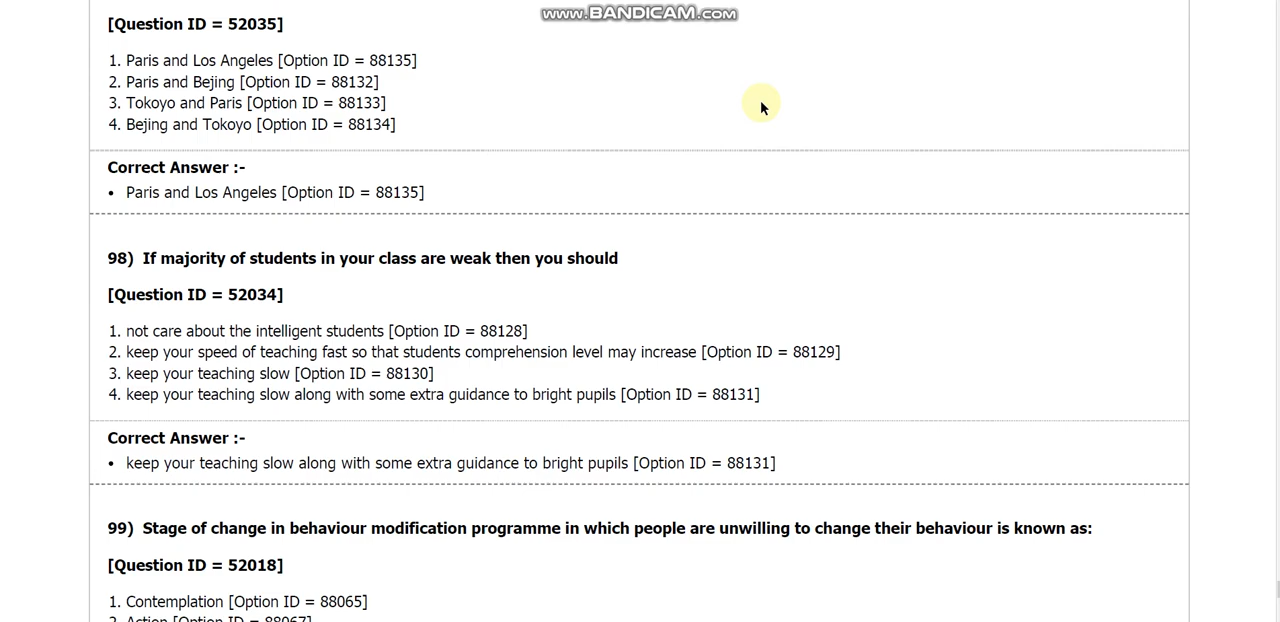 www.BANDICAM.com
[Question ID = 52035]
1. Paris and Los Angeles [Option ID = 88135]
2. Paris and Bejing [Option ID = 88132]
3. Tokoyo and Paris [Option ID = 88133]
4. Bejing and Tokoyo [Option ID = 88134]
Correct Answer :-
• Paris and Los Angeles [Option ID = 88135]
98) If majority of students in your class are weak then you should
[Question ID = 52034]
1. not care about the intelligent students [Option ID = 88128]
2. keep your speed of teaching fast so that students comprehension level may increase [Option ID = 88129]
3. keep your teaching slow [Option ID = 88130]
4. keep your teaching slow along with some extra guidance to bright pupils [Option ID = 88131]
Correct Answer :-
• keep your teaching slow along with some extra guidance to bright pupils [Option ID = 88131]
99) Stage of change in behaviour modification programme in which people are unwilling to change their behaviour is known as:
[Question ID = 52018]
1. Contemplation [Option ID = 88065]
2. Action [Option ID = 88067]